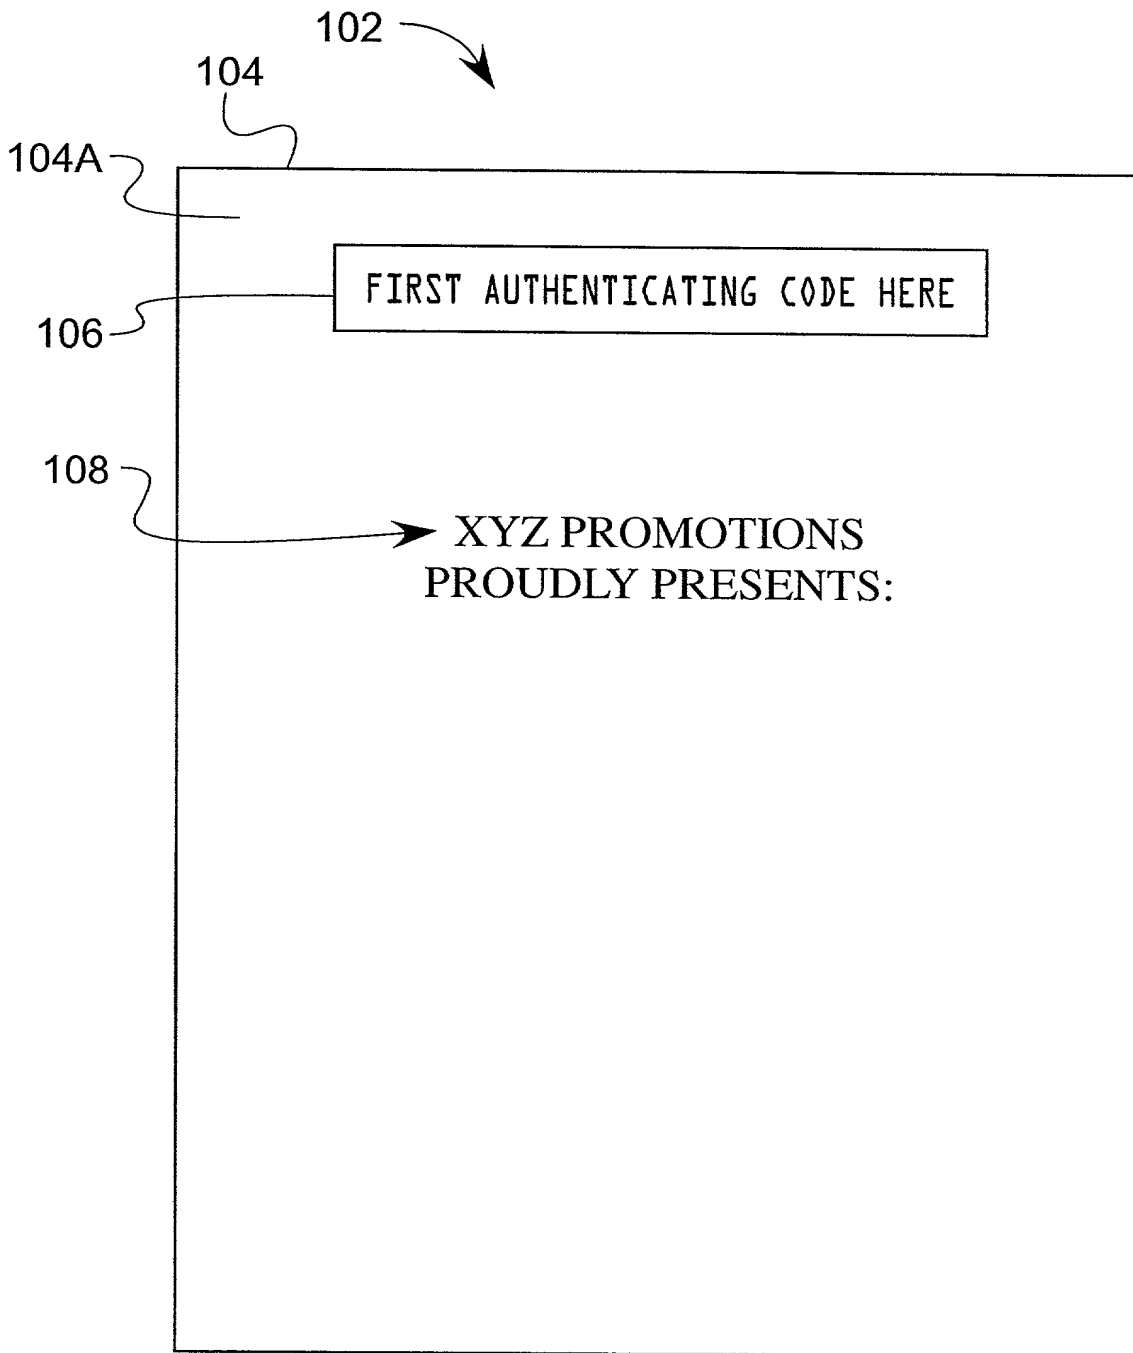 102
104
104A
FIRST AUTHENTICATING CODE HERE
106
108
XYZ PROMOTIONS
PROUDLY PRESENTS: